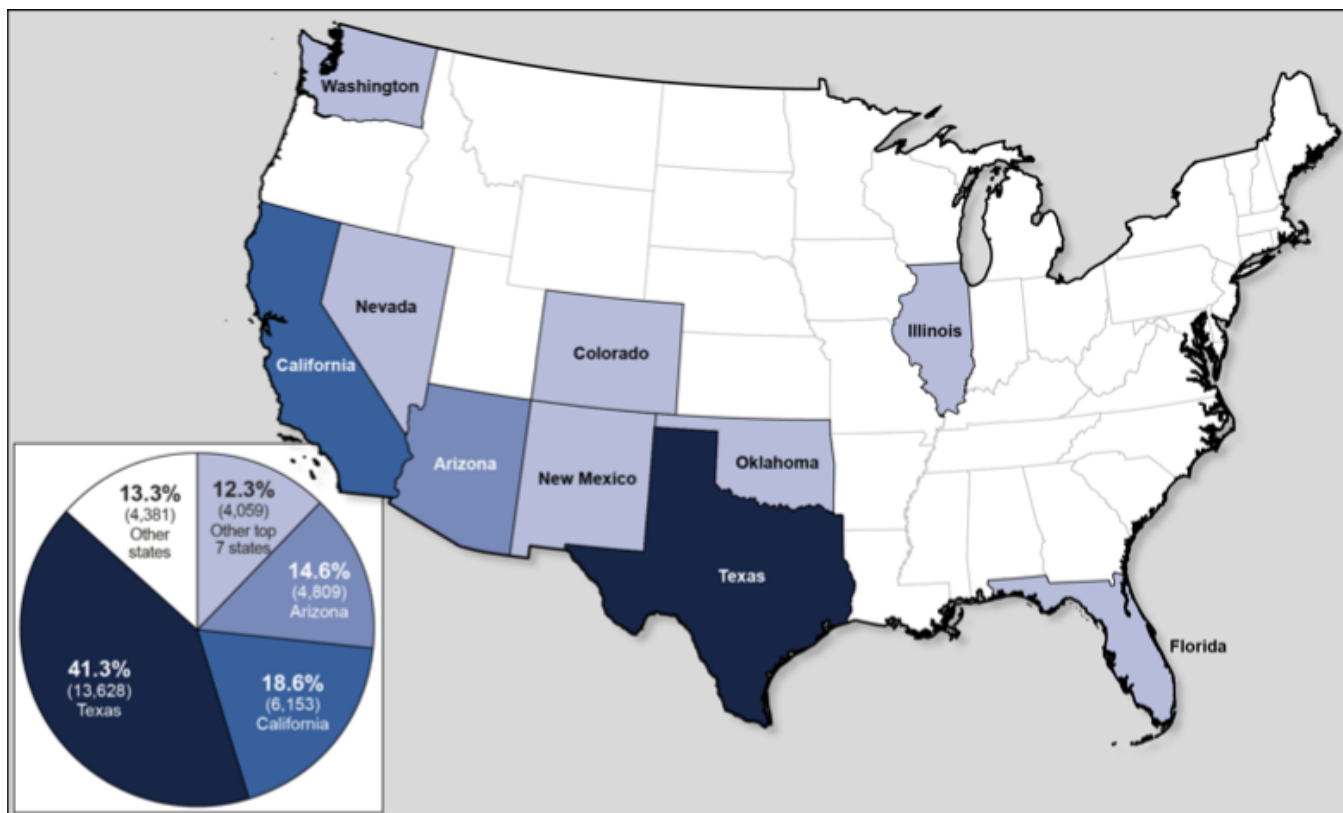 Washington
Nevada
California
Colorado
Illinois
Arizona
New Mexico
Oklahoma
Texas
Florida
13.3%
(4,381)
Other
states
12.3%
(4,059)
Other top
7 states
14.6%
(4,809)
Arizona
41.3%
(13,628)
Texas
18.6%
(6,153)
California